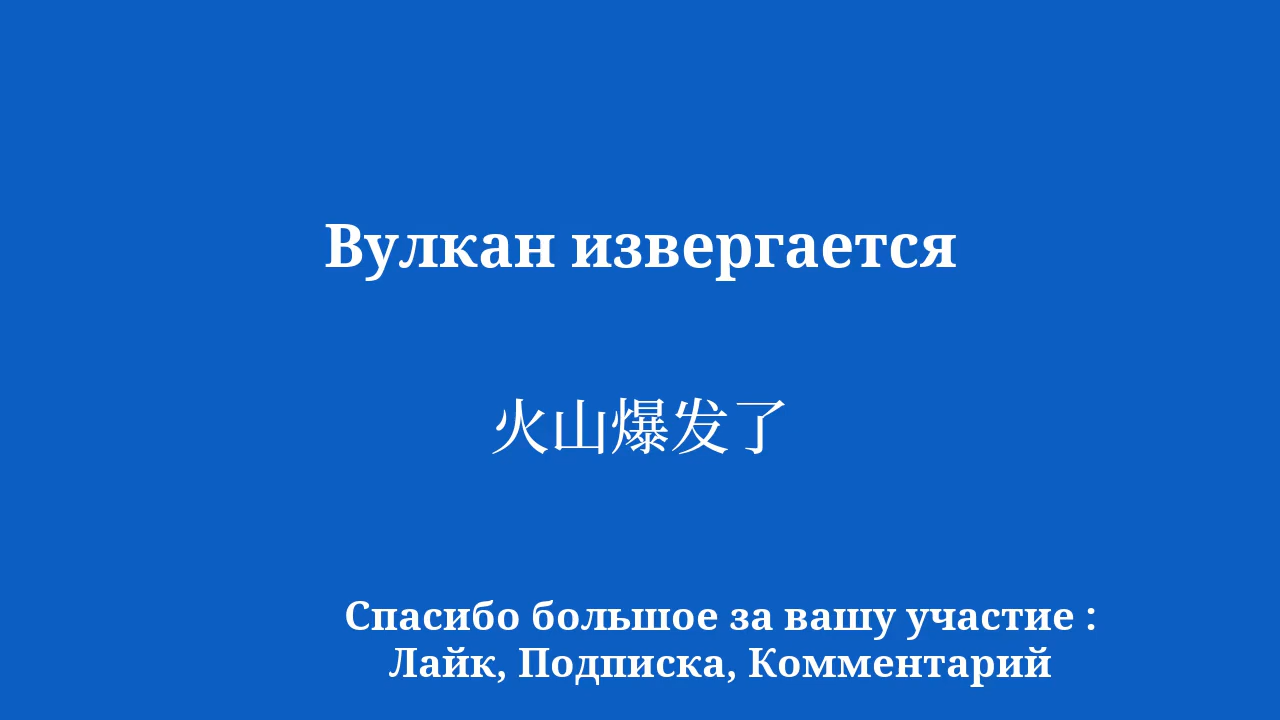 Вулкан извергается
火山爆发了
Спасибо большое за вашу участие :
Лайк, Подписка, Комментарий